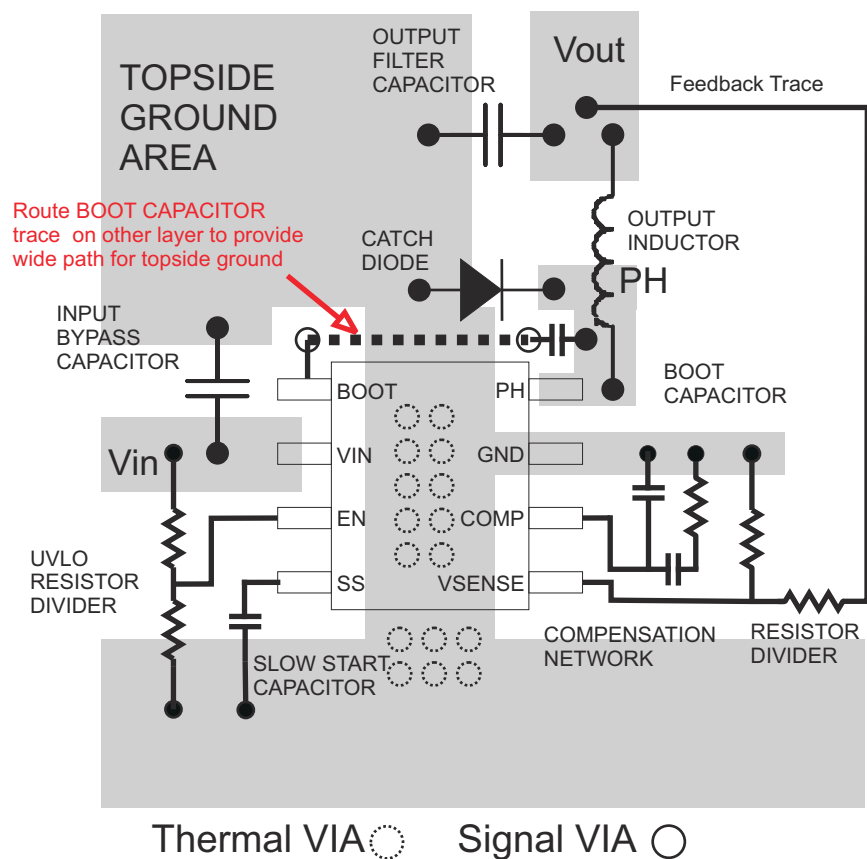 TOPSIDE
GROUND
AREA
OUTPUT
FILTER
CAPACITOR
Vout
Feedback Trace
Route BOOT CAPACITOR
trace on other layer to provide
wide path for topside ground
CATCH
DIODE
OUTPUT
INDUCTOR
PH
INPUT
BYPASS
CAPACITOR
BOOT
CAPACITOR
BOOT
PH
Vin
VIN
GND
EN
COMP
UVLO
RESISTOR
DIVIDER
SS
VSENSE
SLOW START
CAPACITOR
COMPENSATION
NETWORK
RESISTOR
DIVIDER
Thermal VIA
Signal VIA